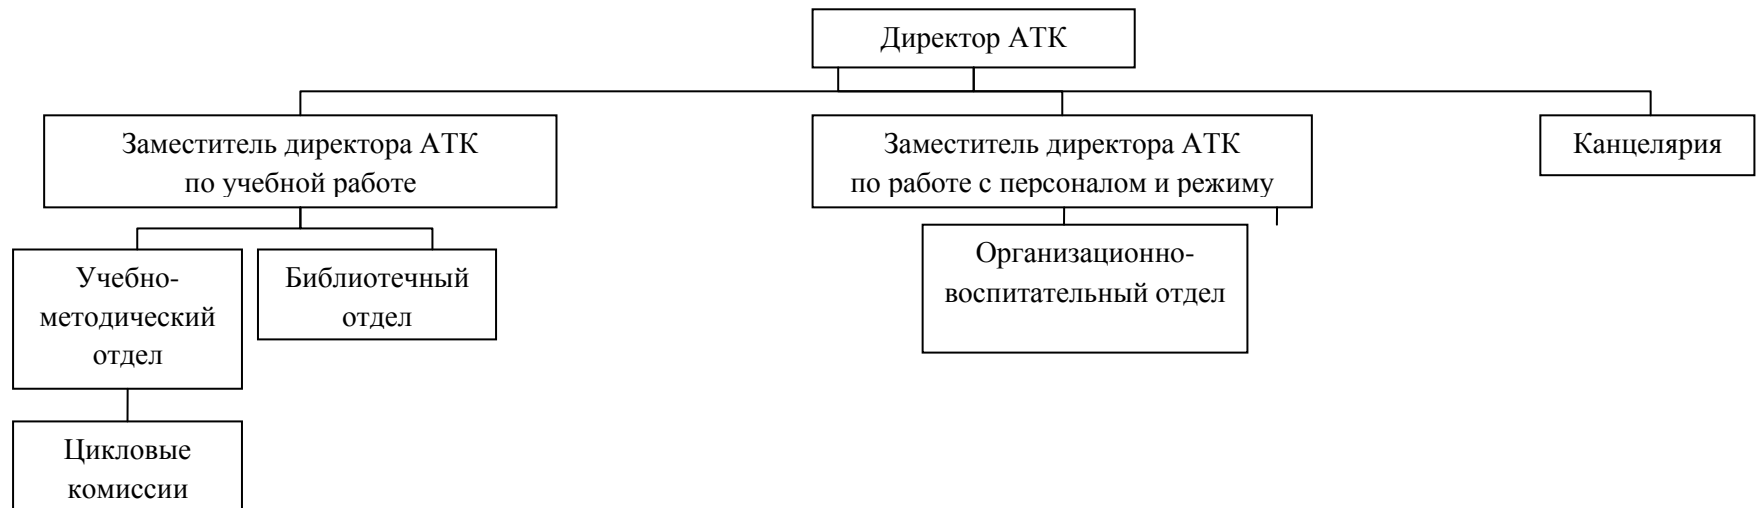 Директор АТК
Заместитель директора АТК
по учебной работе
Заместитель директора АТК
по работе с персоналом и режиму
Канцелярия
Учебно-
методический
отдел
Библиотечный
отдел
Организационно-
воспитательный отдел
Цикловые
комиссии